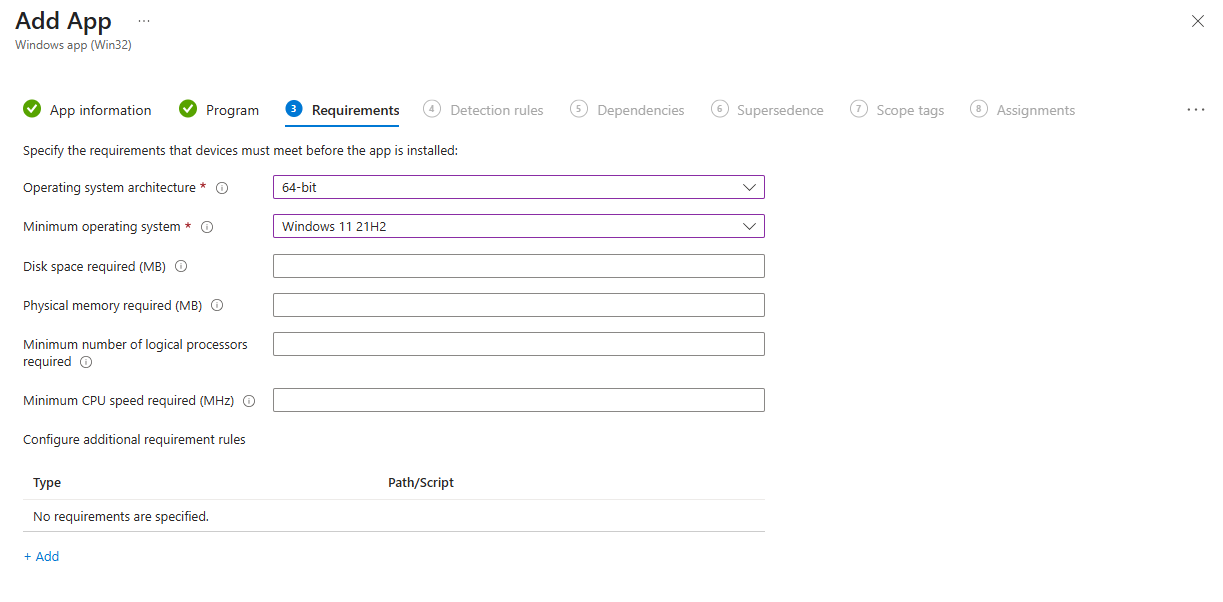 Add App ...
Windows app (Win32)
App information Program 3 Requirements 4 Detection rules 5 Dependencies 6 Supersedence 7 Scope tags 8 Assignments ...
Specify the requirements that devices must meet before the app is installed:
Operating system architecture * 64-bit
Minimum operating system * Windows 11 21H2
Disk space required (MB)
Physical memory required (MB)
Minimum number of logical processors
required
Minimum CPU speed required (MHz)
Configure additional requirement rules
Type Path/Script
No requirements are specified.
+ Add